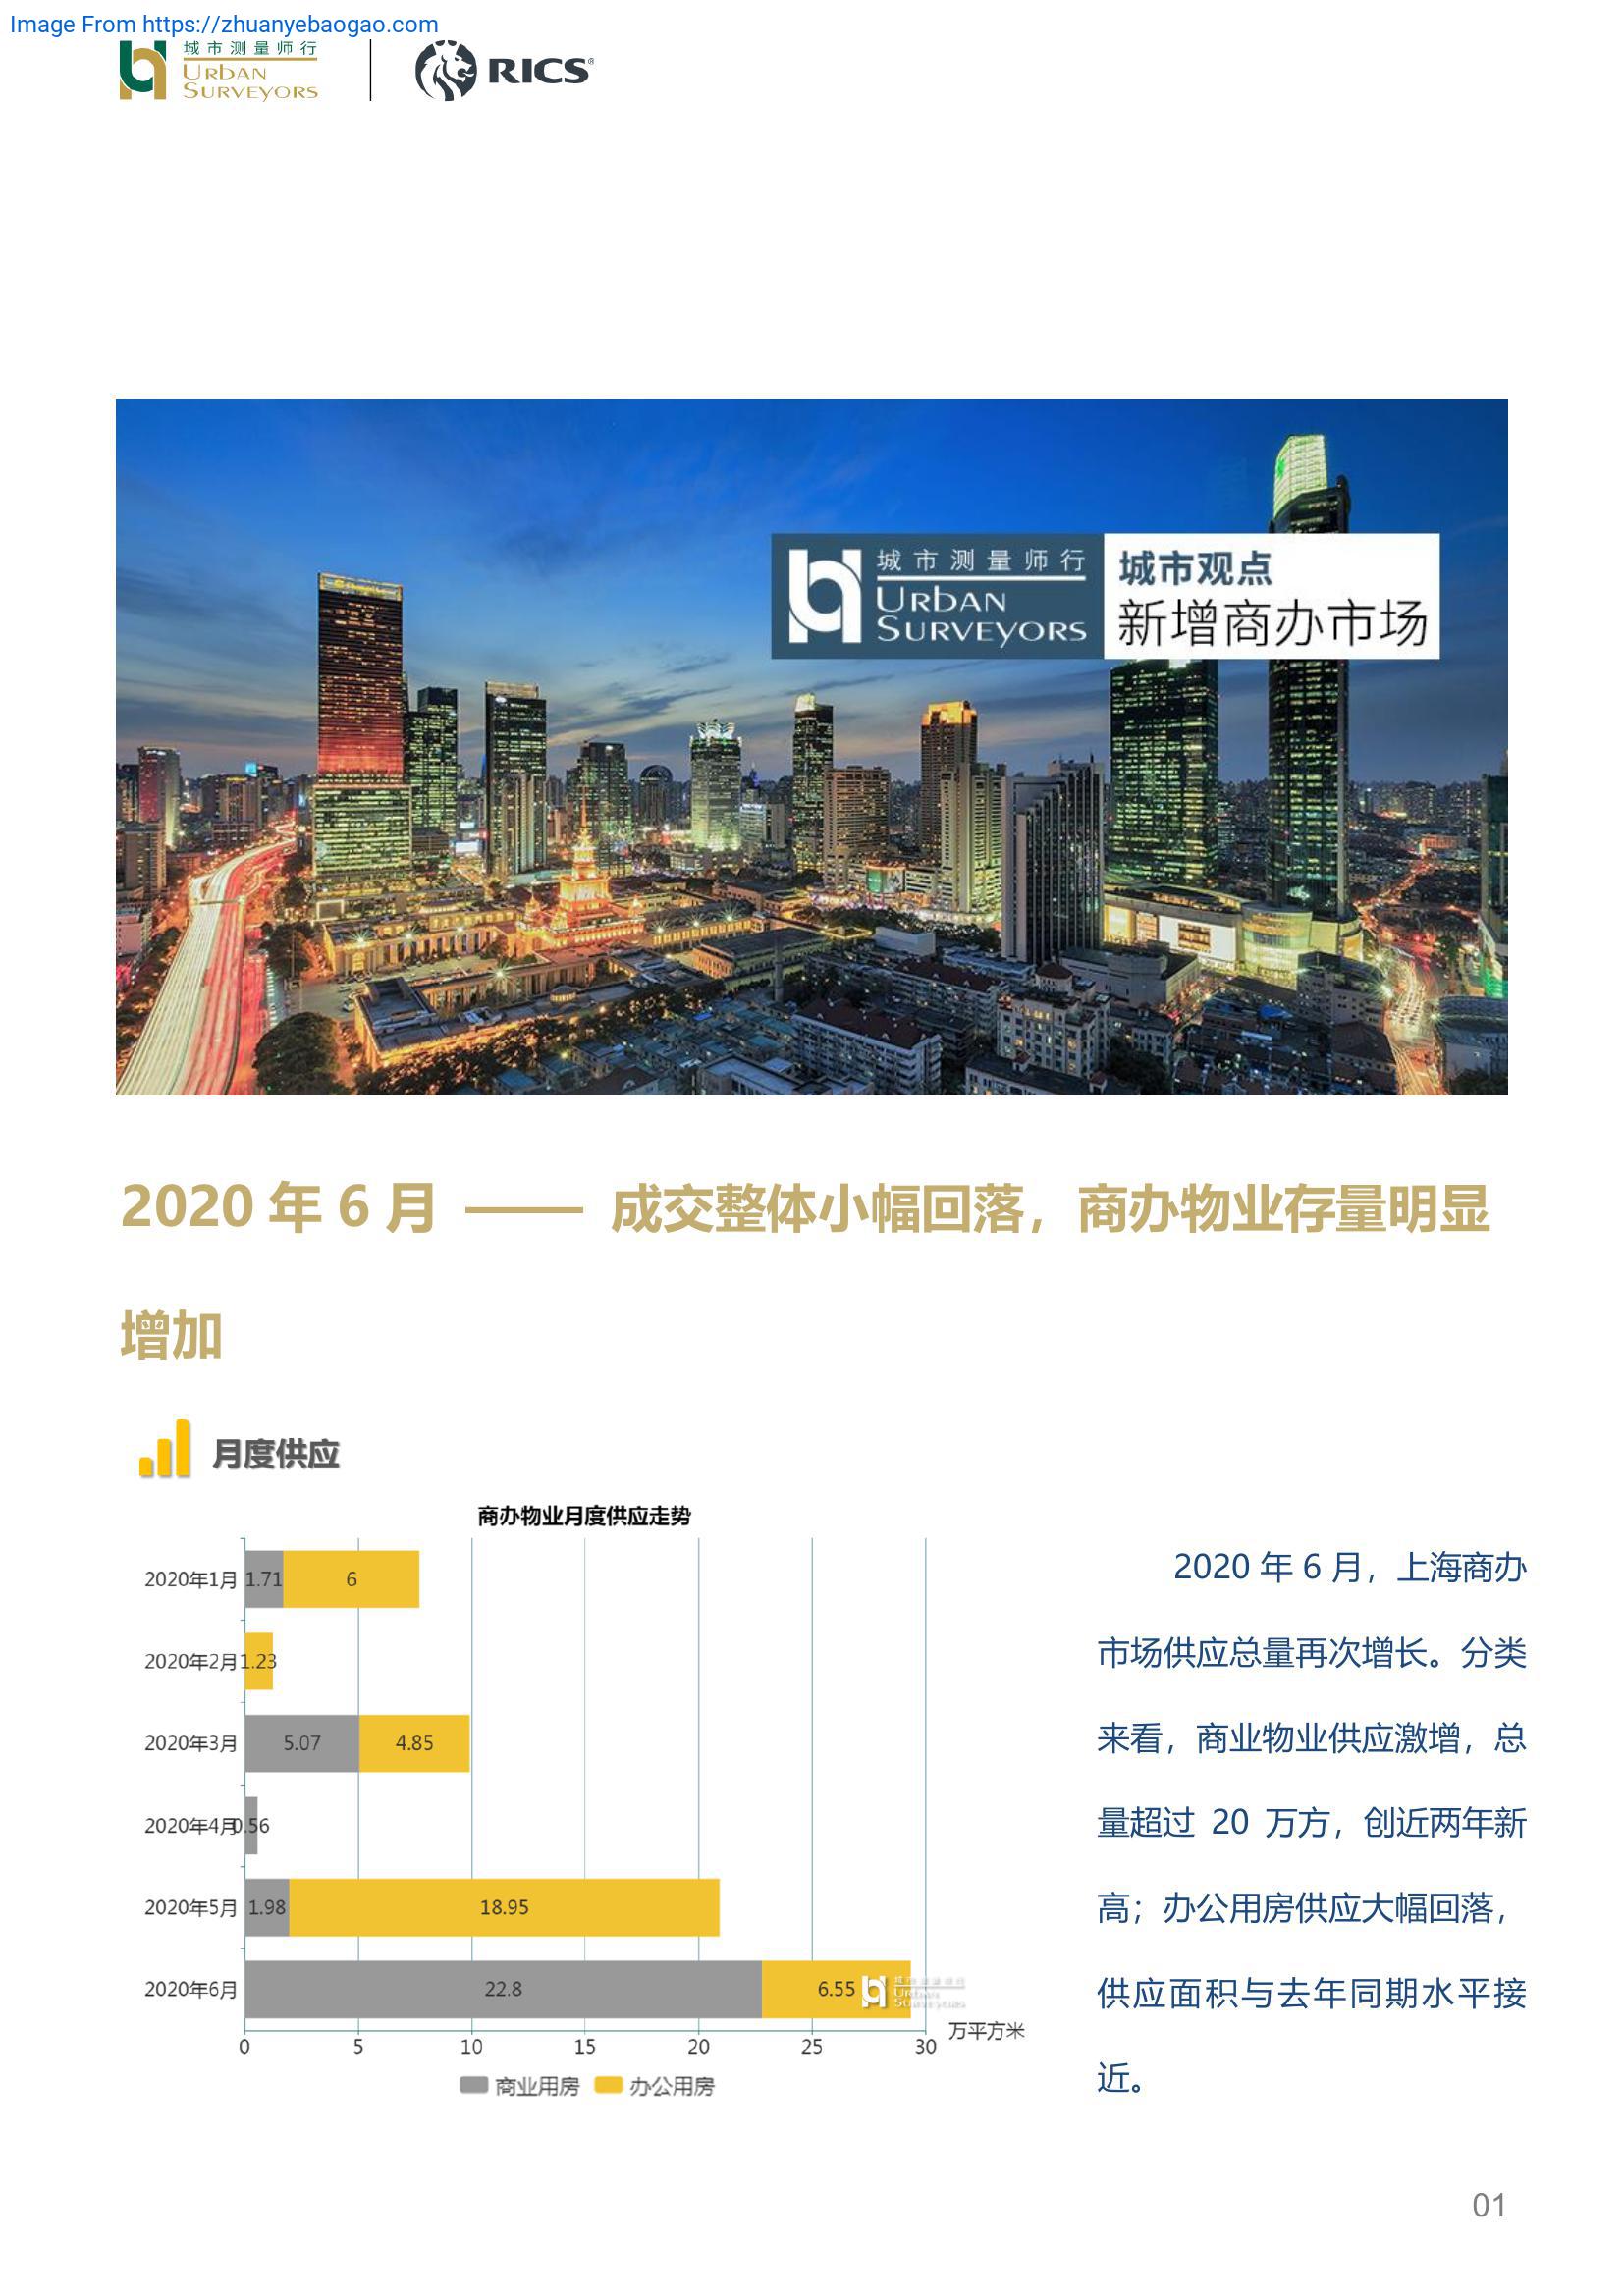 Image From https://zhuanyebaogao.com
城市测量师行
URBAN
SURVEYORS
RICS®
城市测量师行
URBAN
SURVEYORS
城市观点
新增商办市场
2020 年 6 月 —— 成交整体小幅回落，商办物业存量明显
增加
月度供应
商办物业月度供应走势
2020年1月 1.71 6
2020年2月 1.23
2020年3月 5.07 4.85
2020年4月 0.56
2020年5月 1.98 18.95
2020年6月 22.8 6.55
城市测量师行
Urban
Surveyors
0 5 10 15 20 25 30 万平方米
商业用房 办公用房
2020 年 6 月，上海商办
市场供应总量再次增长。分类
来看，商业物业供应激增，总
量超过 20 万方，创近两年新
高；办公用房供应大幅回落，
供应面积与去年同期水平接
近。
01